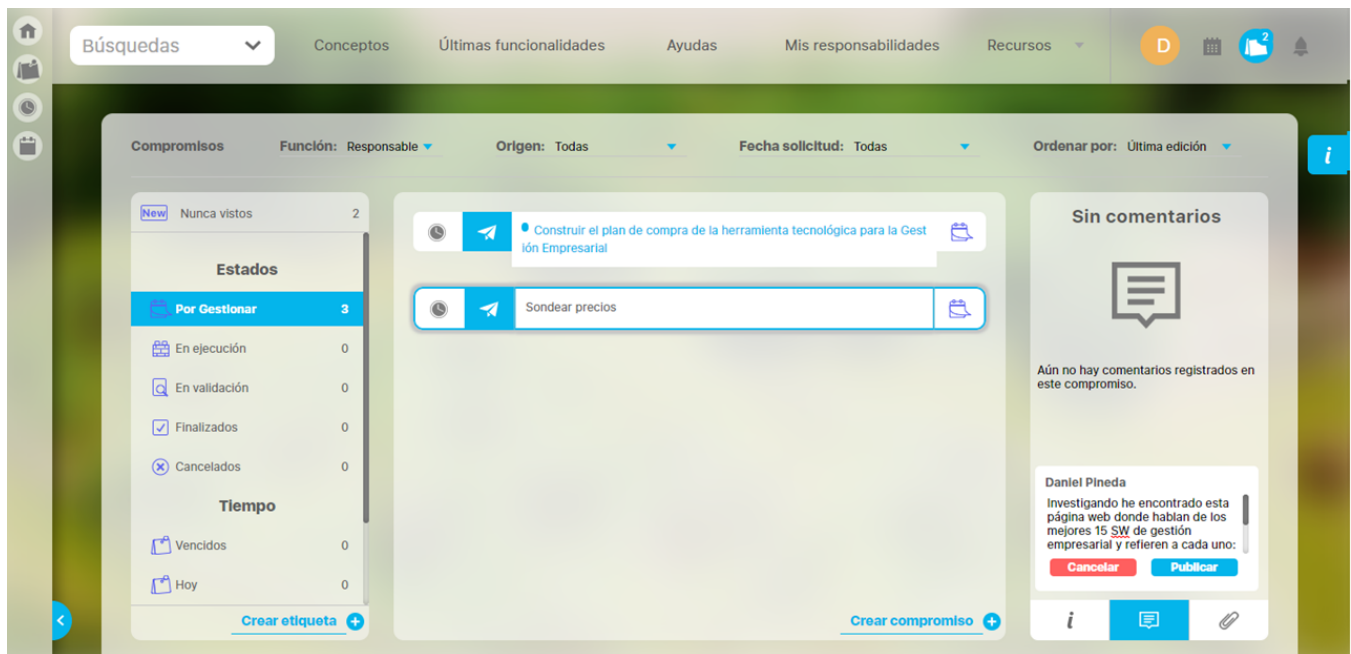 Búsquedas
Conceptos
Últimas funcionalidades
Ayudas
Mis responsabilidades
Recursos
D
2
Compromisos
Función: Responsable
Origen: Todas
Fecha solicitud: Todas
Ordenar por: Última edición
i
New Nunca vistos 2
Estados
Por Gestionar 3
En ejecución 0
En validación 0
Finalizados 0
Cancelados 0
Tiempo
Vencidos 0
Hoy 0
Crear etiqueta
Construir el plan de compra de la herramienta tecnológica para la Gest
ión Empresarial
Sondear precios
Crear compromiso
Sin comentarios
Aún no hay comentarios registrados en
este compromiso.
Daniel Pineda
Investigando he encontrado esta
página web donde hablan de los
mejores 15 SW de gestión
empresarial y refieren a cada uno:
Cancelar
Publicar
i